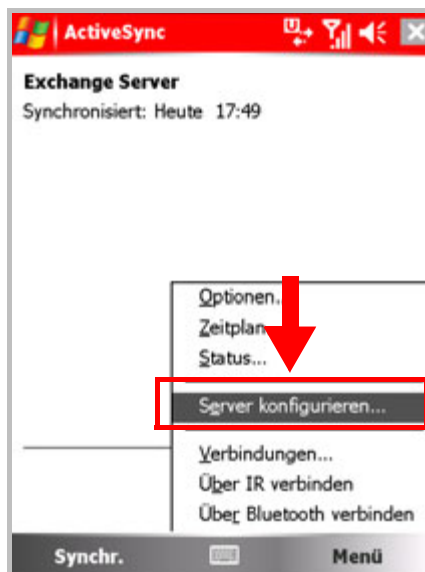 ActiveSync
Exchange Server
Synchronisiert: Heute 17:49
Optionen...
Zeitplan
Status...
Server konfigurieren...
Verbindungen...
Über IR verbinden
Über Bluetooth verbinden
Synchr. Menü